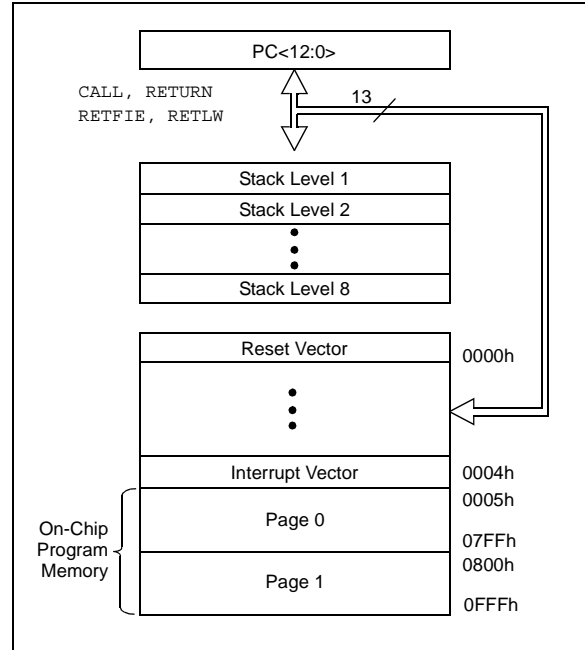 PC<12:0>
CALL, RETURN
RETFIE, RETLW
13
Stack Level 1
Stack Level 2
Stack Level 8
Reset Vector
0000h
Interrupt Vector
0004h
0005h
On-Chip
Program
Memory
Page 0
07FFh
0800h
Page 1
0FFFh